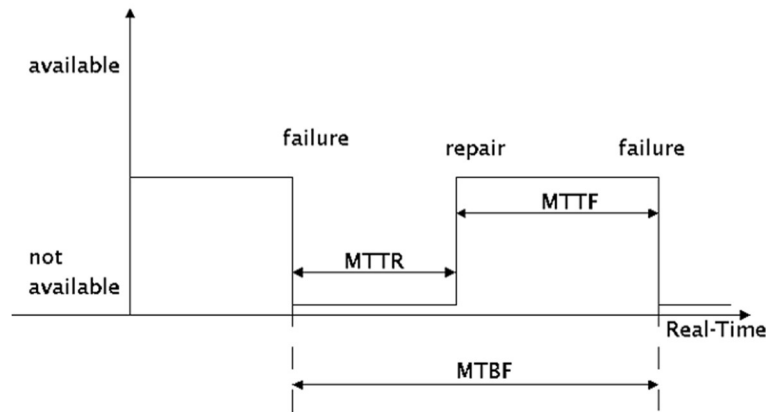 available
failure
repair
failure
MTTF
not
available
MTTR
Real-Time
MTBF